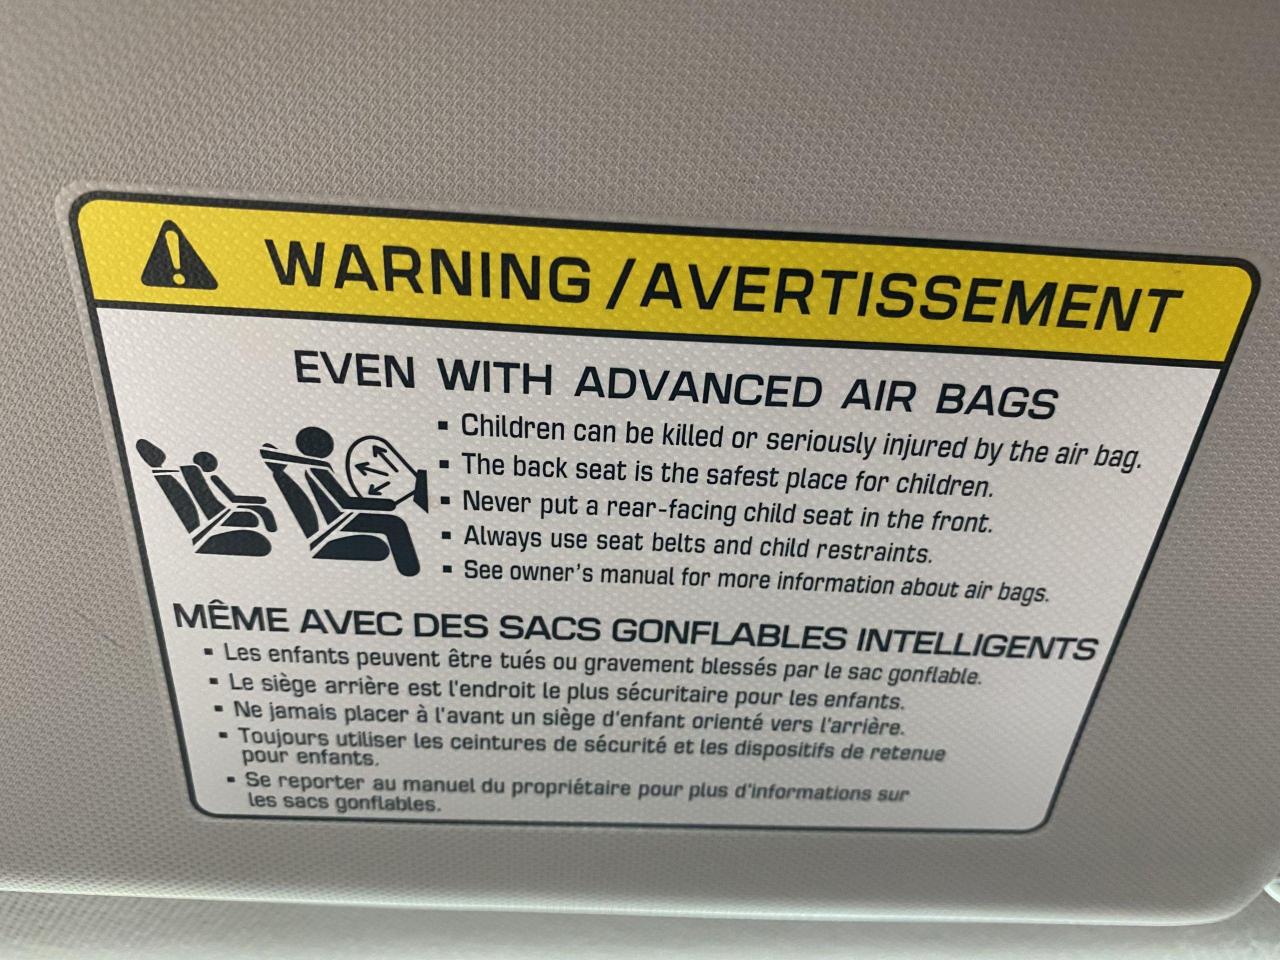 WARNING / AVERTISSEMENT
EVEN WITH ADVANCED AIR BAGS
▪ Children can be killed or seriously injured by the air bag.
▪ The back seat is the safest place for children.
▪ Never put a rear-facing child seat in the front.
▪ Always use seat belts and child restraints.
▪ See owner's manual for more information about air bags.
MÊME AVEC DES SACS GONFLABLES INTELLIGENTS
▪ Les enfants peuvent être tués ou gravement blessés par le sac gonflable.
▪ Le siège arrière est l'endroit le plus sécuritaire pour les enfants.
▪ Ne jamais placer à l'avant un siège d'enfant orienté vers l'arrière.
▪ Toujours utiliser les ceintures de sécurité et les dispositifs de retenue
pour enfants.
▪ Se reporter au manuel du propriétaire pour plus d'informations sur
les sacs gonflables.